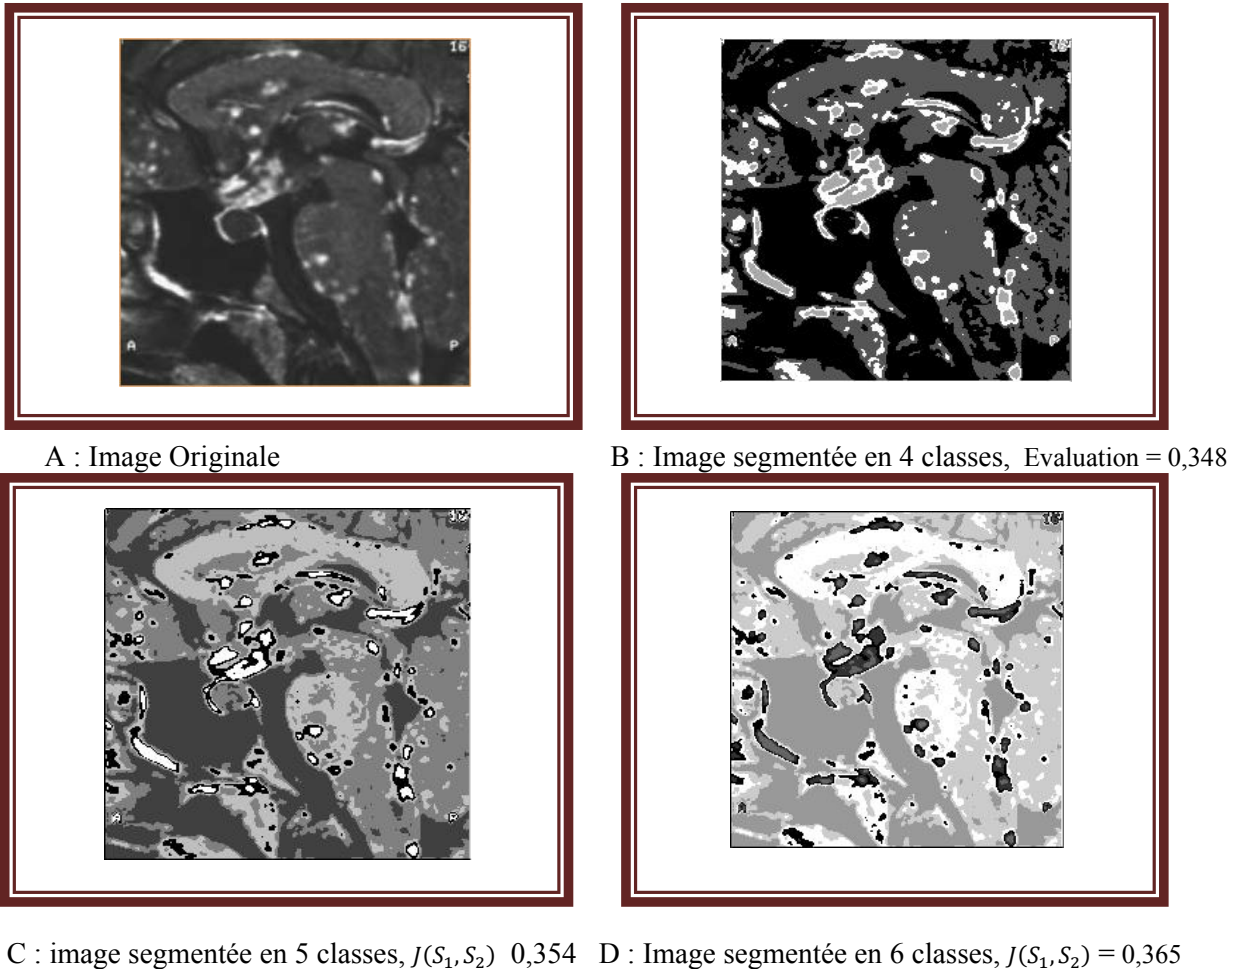 16
A
P
A : Image Originale
B : Image segmentée en 4 classes, Evaluation = 0,348
A
P
C : image segmentée en 5 classes, J(S₁,S₂) 0,354
D : Image segmentée en 6 classes, J(S₁,S₂) = 0,365